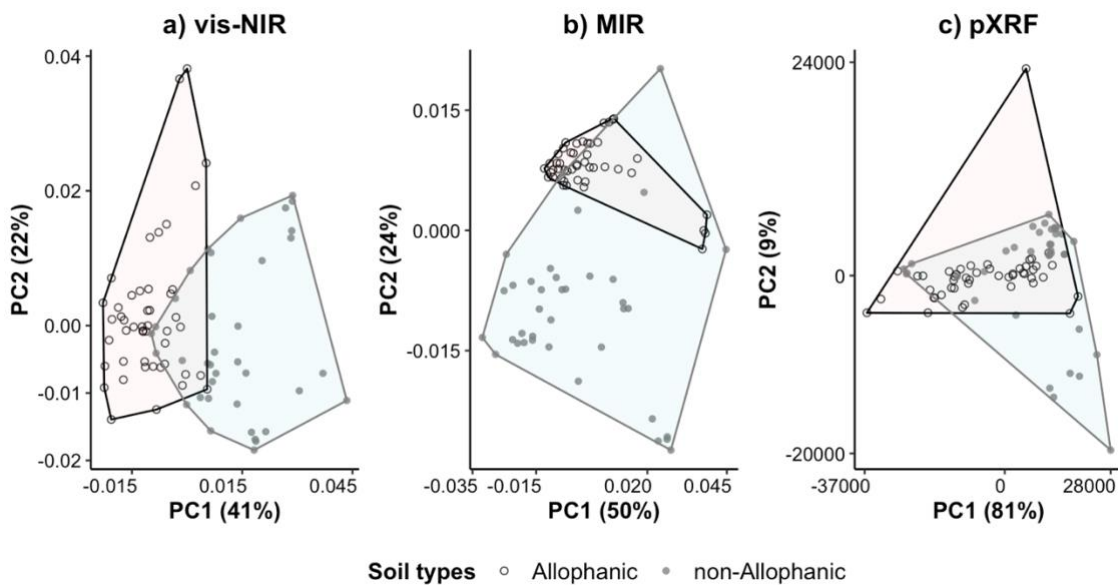 a) vis-NIR
b) MIR
c) pXRF
0.04
0.02
0.00
-0.01
-0.02
PC2 (22%)
-0.015
0.015
0.045
PC1 (41%)
0.015
0.000
-0.015
PC2 (24%)
-0.035
-0.015
0.020
0.045
PC1 (50%)
24000
0
-20000
PC2 (9%)
-37000
0
28000
PC1 (81%)
Soil types Allophanic non-Allophanic